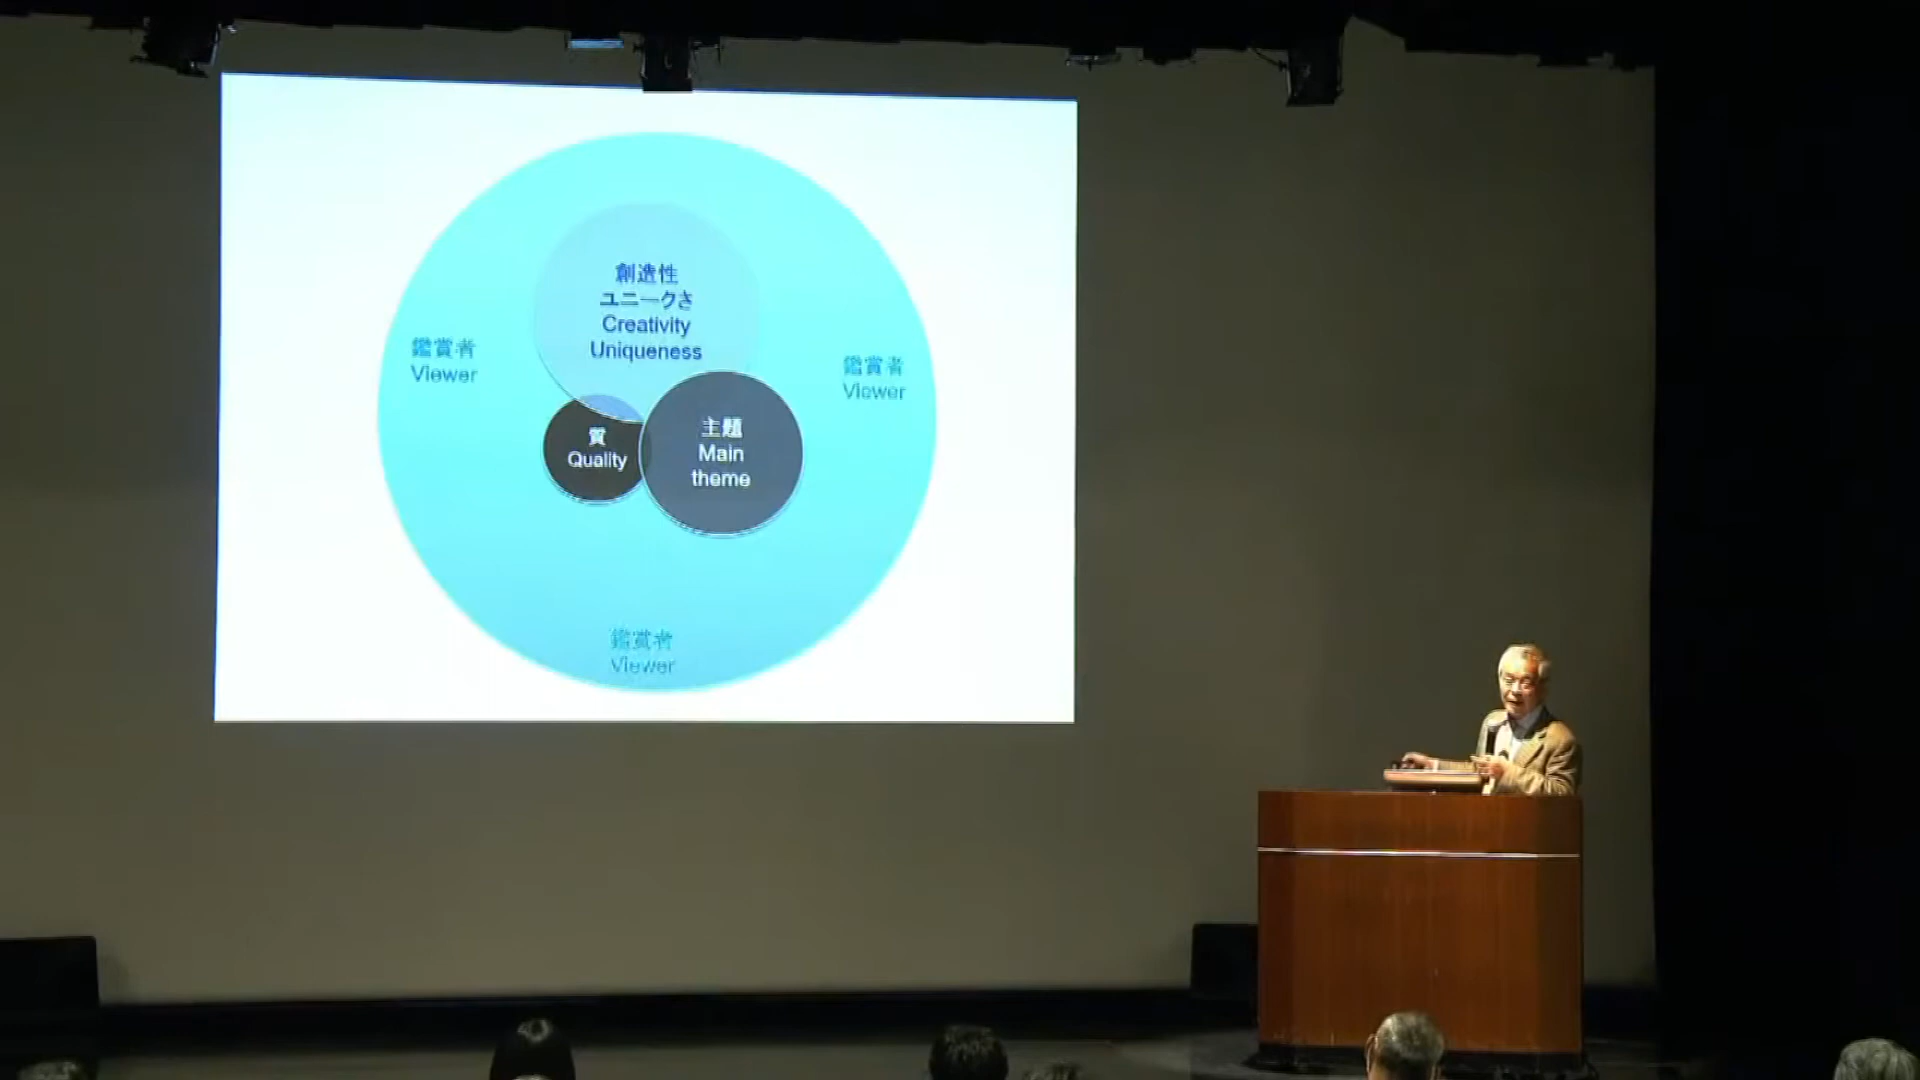 創造性
ユニークさ
Creativity
Uniqueness
鑑賞者
Viewer
鑑賞者
Viewer
質
Quality
主題
Main
theme
鑑賞者
Viewer